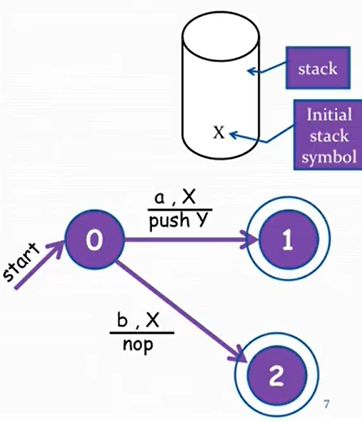 stack
X
Initial
stack
symbol
a , X
push Y
start
0
1
b , X
nop
2
7